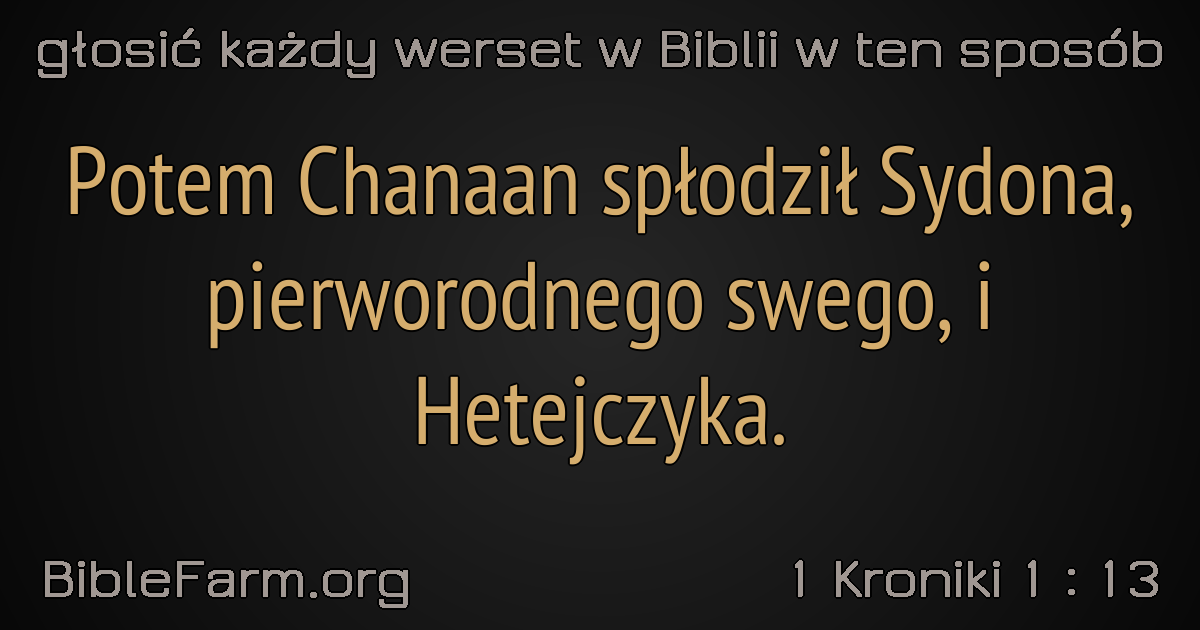 głosić każdy werset w Biblii w ten sposób
Potem Chanaan spłodził Sydona,
pierworodnego swego, i
Hetejczyka.
BibleFarm.org
1 Kroniki 1 : 13